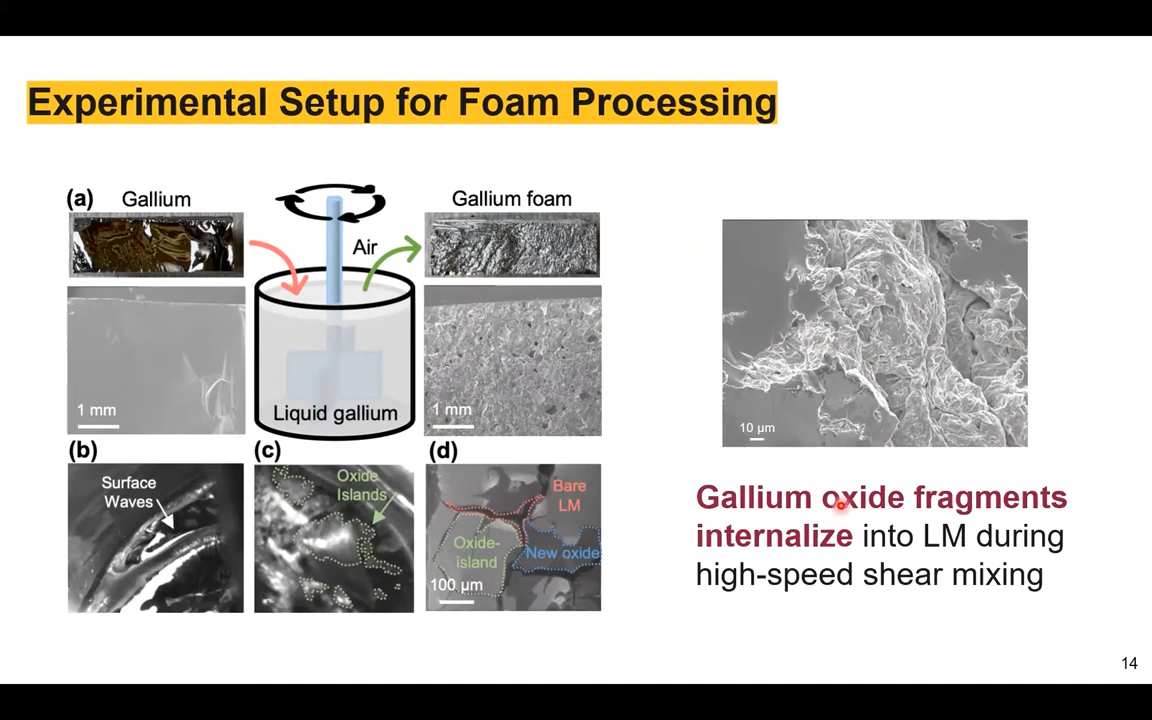 Experimental Setup for Foam Processing
(a) Gallium
Gallium foam
Air
1 mm
Liquid gallium
1 mm
(b)
(c)
(d)
Surface
Waves
Oxide
Islands
Bare
LM
Oxide-
island
New oxide
100 µm
10 µm
Gallium oxide fragments
internalize into LM during
high-speed shear mixing
14